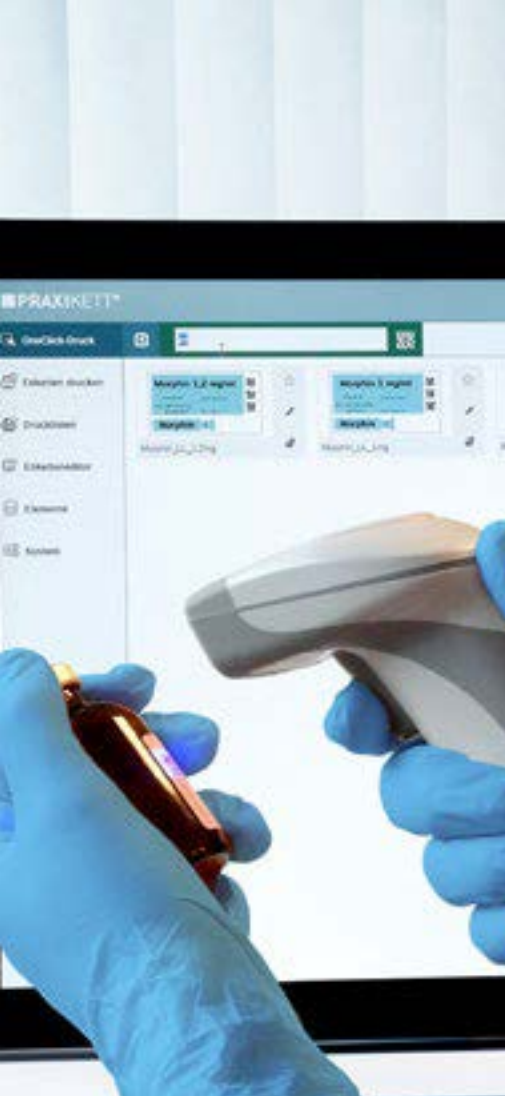 PRAXIKETT®
OneClick-Druck
Etiketten drucken
Drucklisten
Etiketteneditor
Elemente
System
Morphin 1,2 mg/ml
Morphin
Morphin 5 mg/ml
Morphin